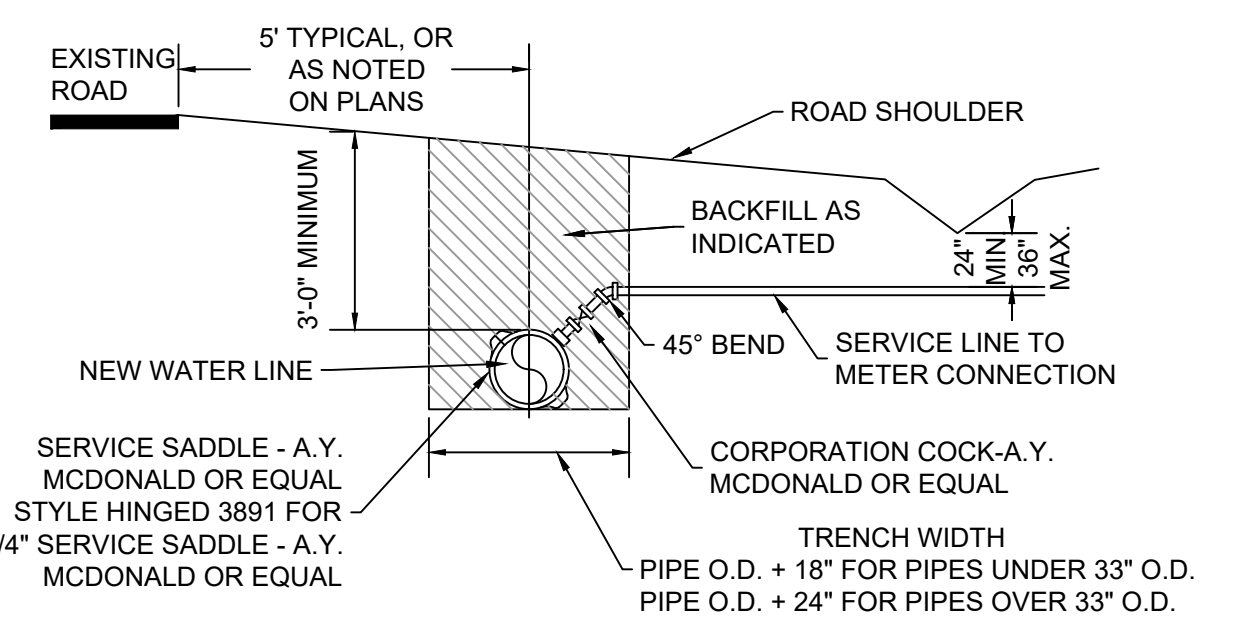 5' TYPICAL, OR
AS NOTED
ON PLANS
EXISTING
ROAD
ROAD SHOULDER
3'-0" MINIMUM
BACKFILL AS
INDICATED
24"
MIN
36"
MAX.
45° BEND
SERVICE LINE TO
METER CONNECTION
NEW WATER LINE
SERVICE SADDLE - A.Y.
MCDONALD OR EQUAL
STYLE HINGED 3891 FOR
/4" SERVICE SADDLE - A.Y.
MCDONALD OR EQUAL
CORPORATION COCK-A.Y.
MCDONALD OR EQUAL
TRENCH WIDTH
PIPE O.D. + 18" FOR PIPES UNDER 33" O.D.
PIPE O.D. + 24" FOR PIPES OVER 33" O.D.